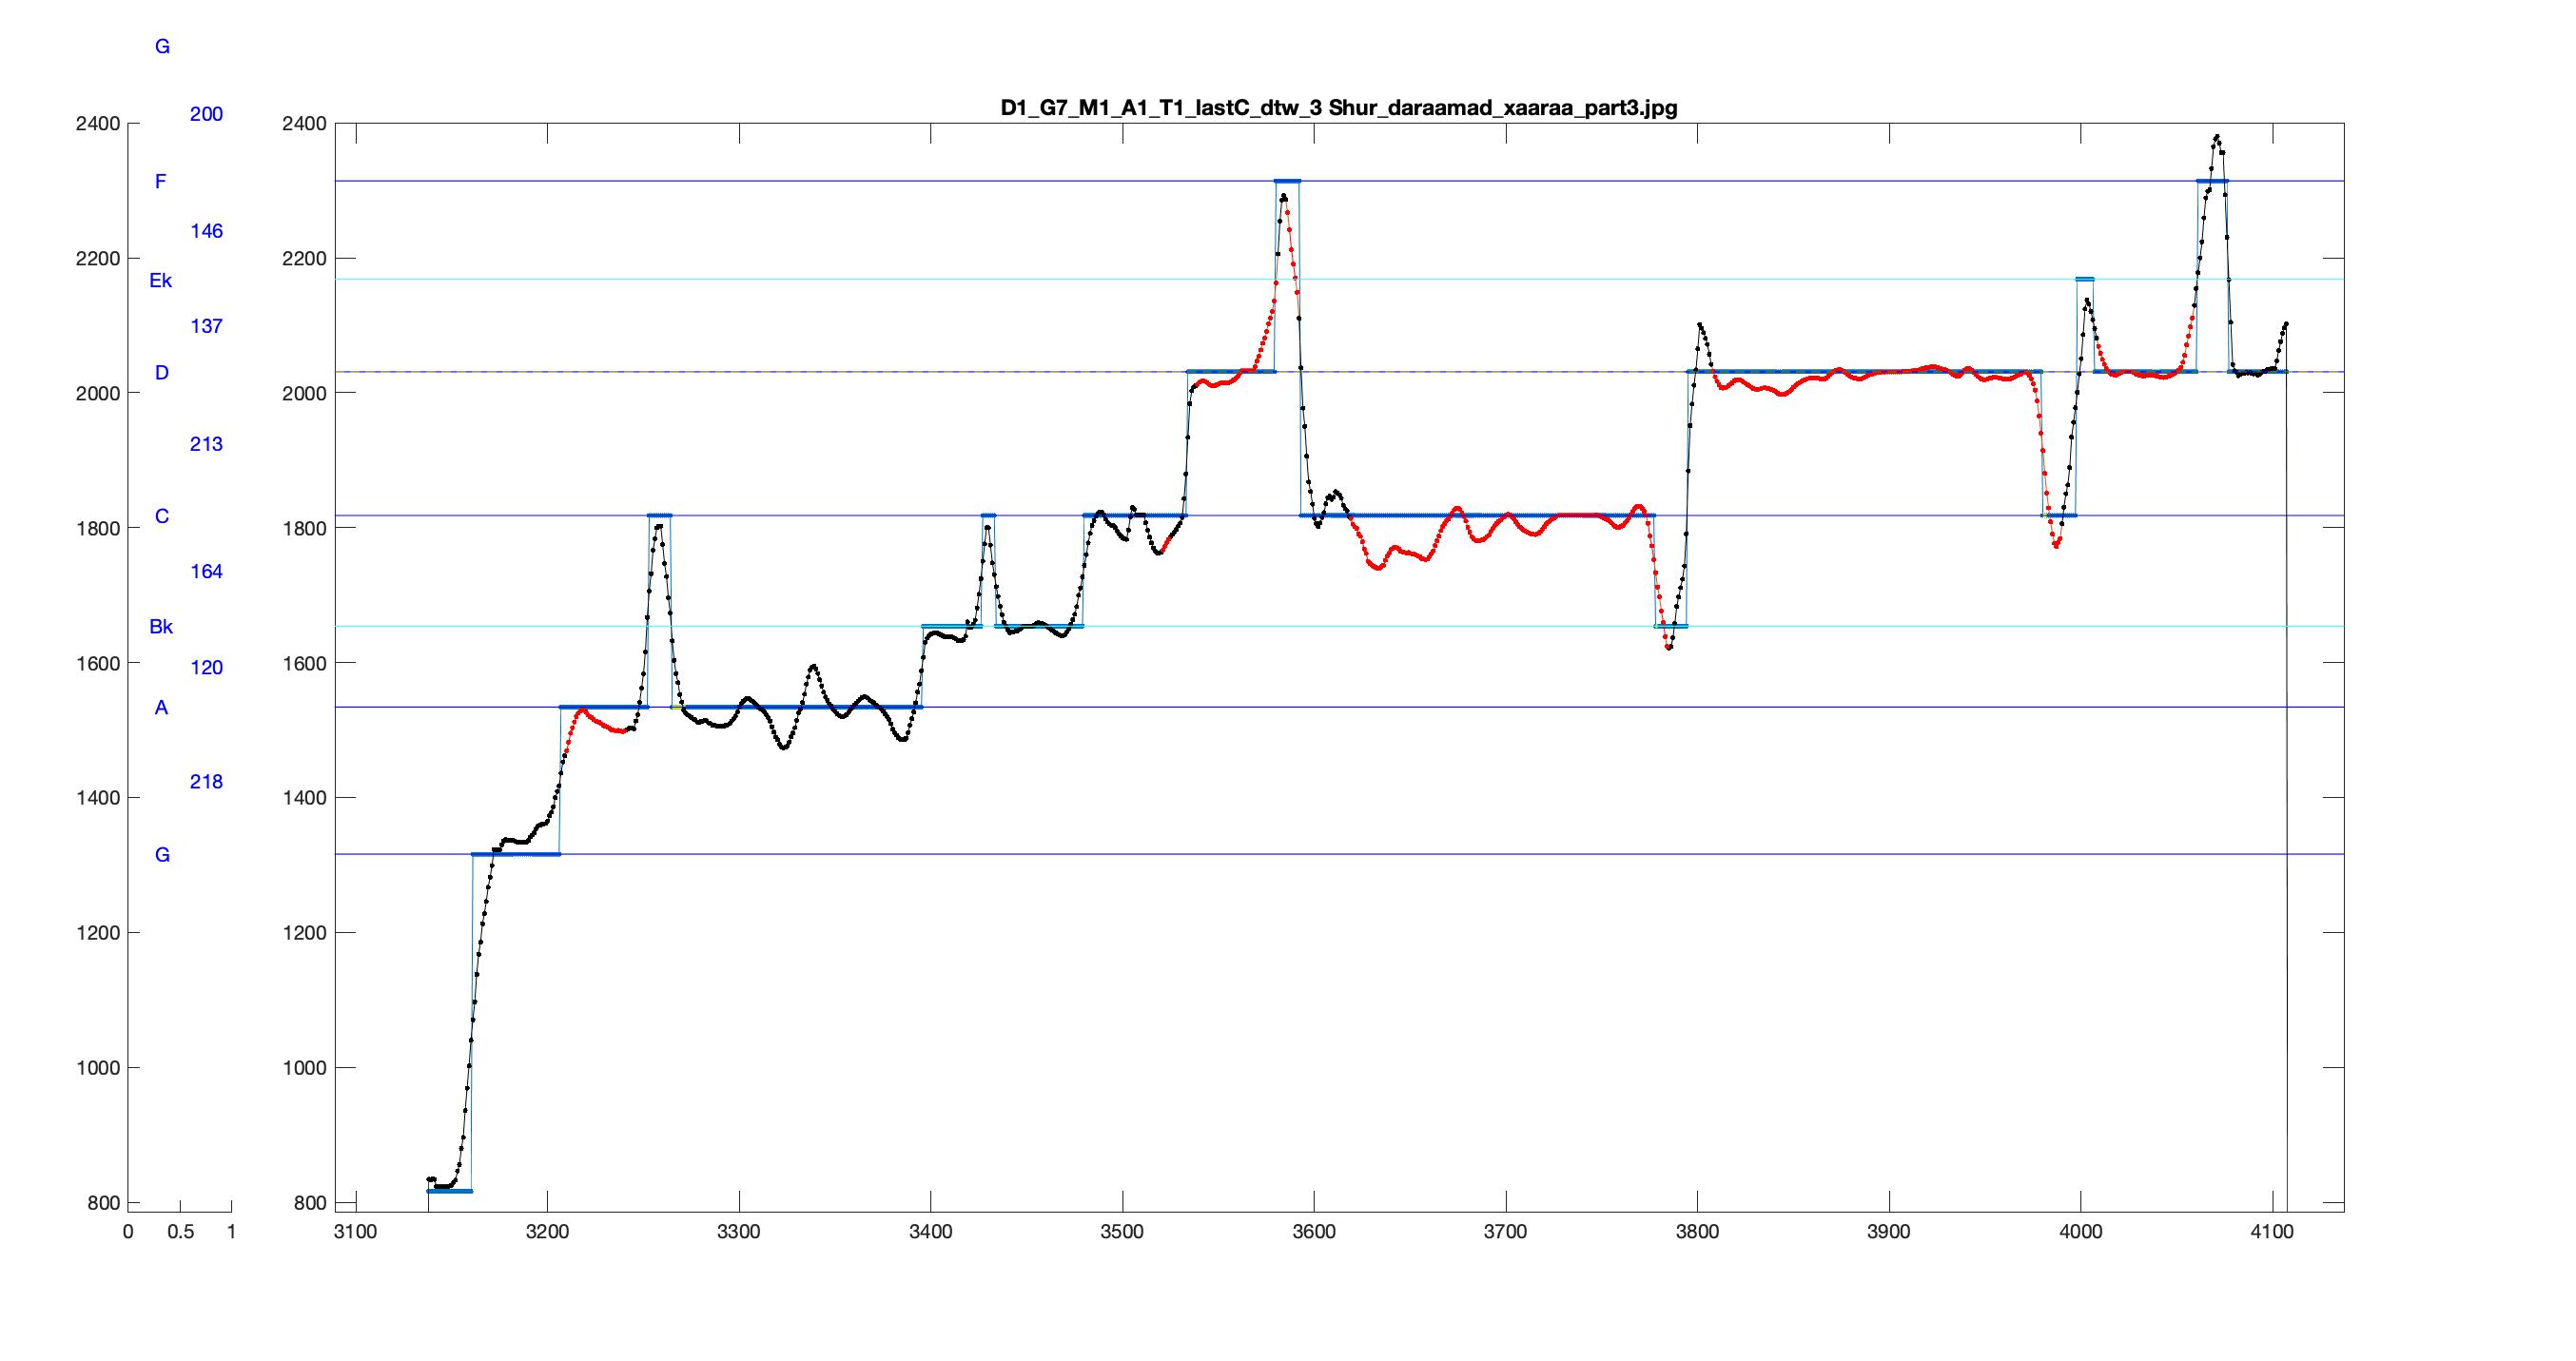 G
D1_G7_M1_A1_T1_lastC_dtw_3 Shur_daraamad_xaaraa_part3.jpg
200
2400 2400
F
146
2200 2200
Ek
137
D
2000 2000
213
C
1800 1800
164
Bk
120
1600 1600
A
218
1400 1400
G
1200 1200
1000 1000
800 800
0 0.5 1 3100 3200 3300 3400 3500 3600 3700 3800 3900 4000 4100